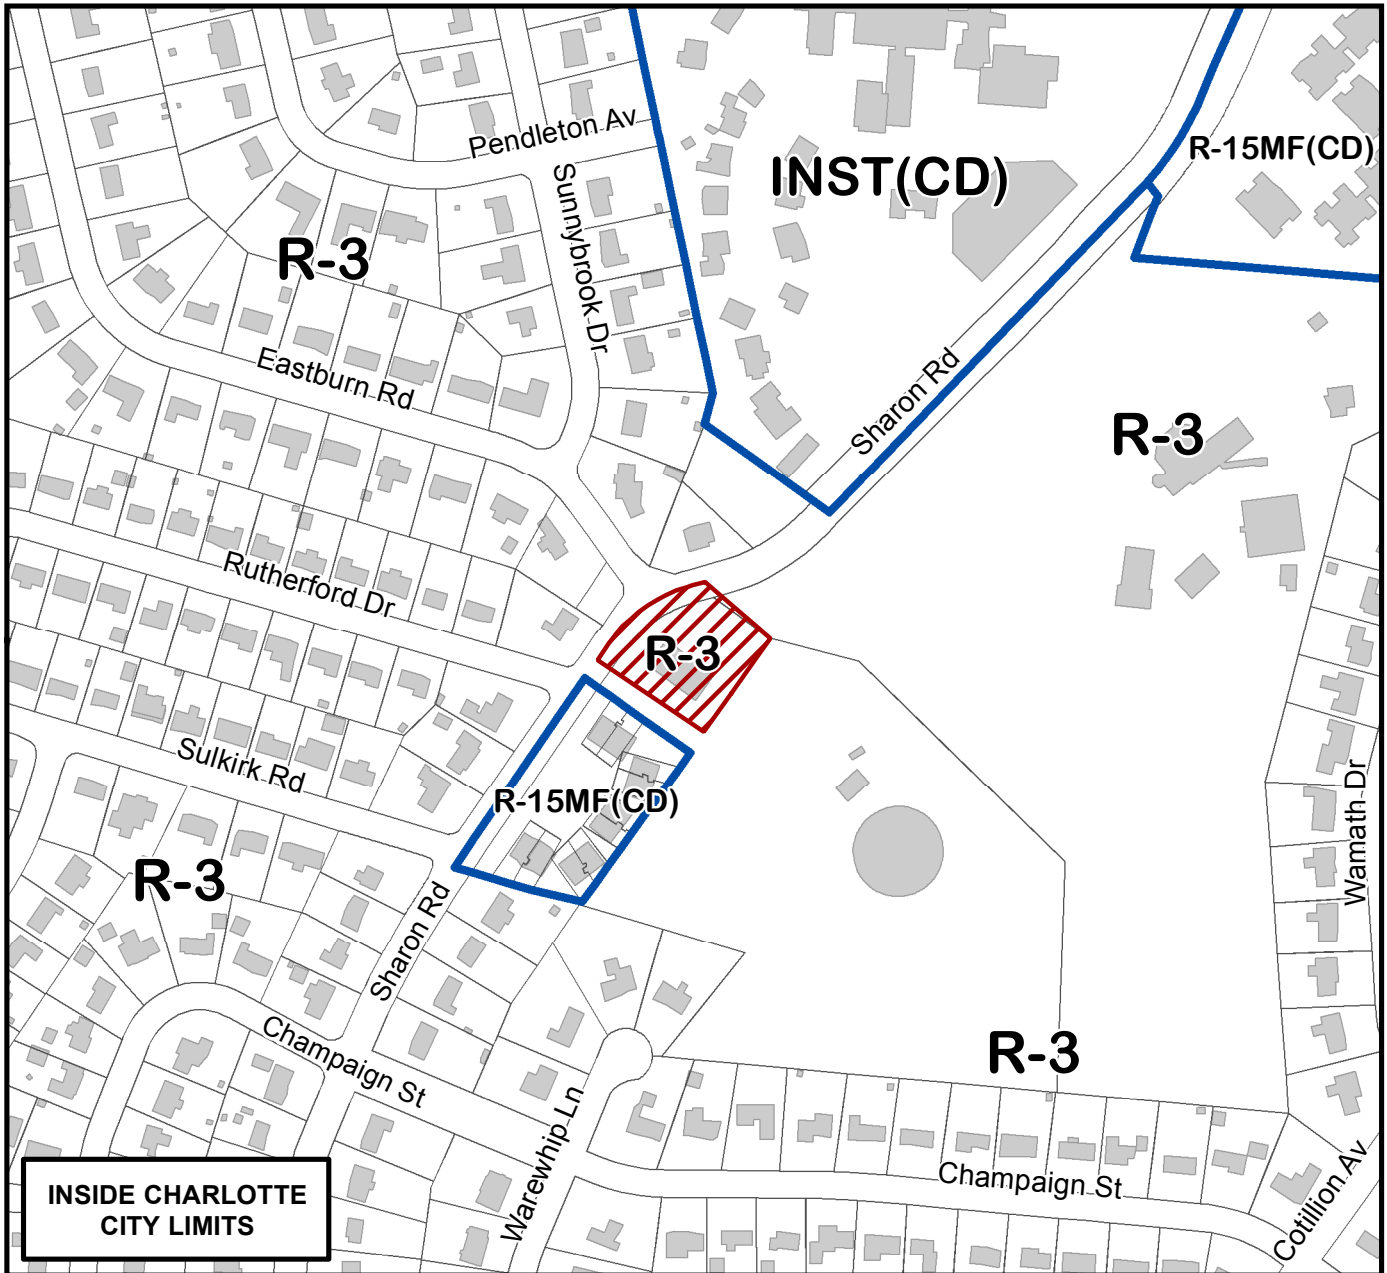 Pendleton Av
INST(CD)
R-15MF(CD)
Sunnybrook Dr
R-3
Eastburn Rd
Sharon Rd
R-3
Rutherford Dr
R-3
Sulkirk Rd
R-15MF(CD)
Wamath Dr
R-3
Sharon Rd
Champaign St
R-3
Warewhip Ln
Champaign St
Cotillion Av
INSIDE CHARLOTTE
CITY LIMITS